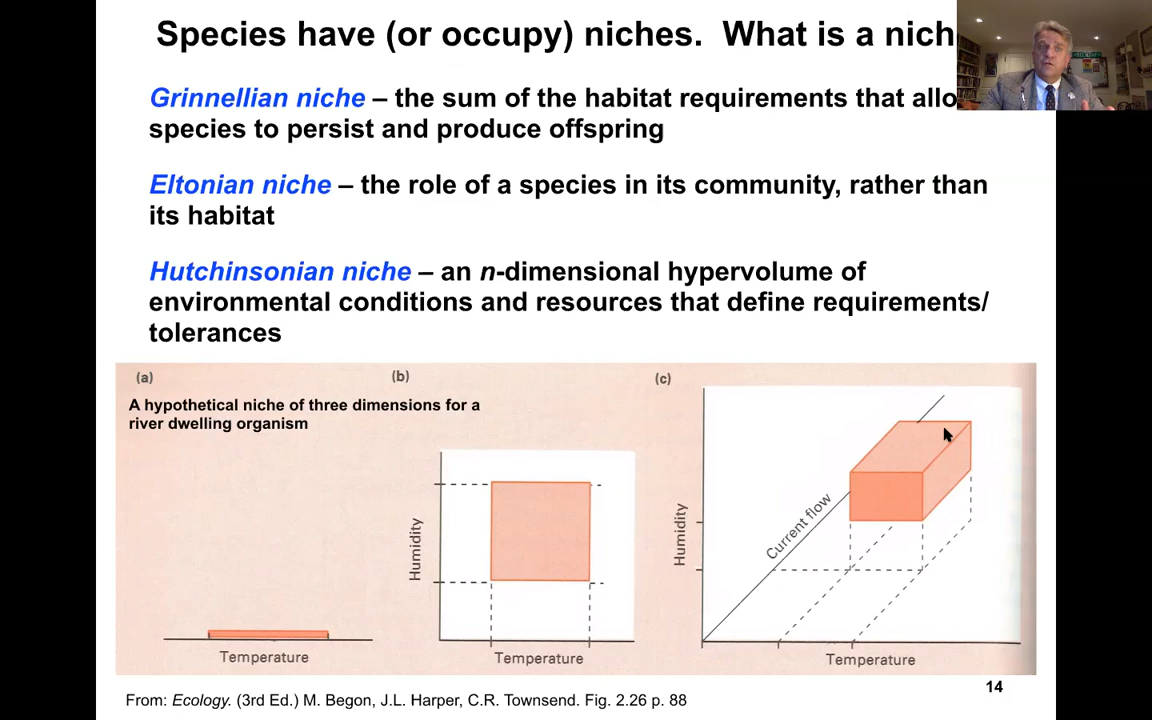 Species have (or occupy) niches.  What is a nich
Grinnellian niche – the sum of the habitat requirements that allo
species to persist and produce offspring
Eltonian niche – the role of a species in its community, rather than
its habitat
Hutchinsonian niche – an n-dimensional hypervolume of
environmental conditions and resources that define requirements/
tolerances
(a)
(b)
(c)
A hypothetical niche of three dimensions for a
river dwelling organism
Humidity
Humidity
Current flow
Temperature
Temperature
Temperature
14
From: Ecology. (3rd Ed.) M. Begon, J.L. Harper, C.R. Townsend. Fig. 2.26 p. 88